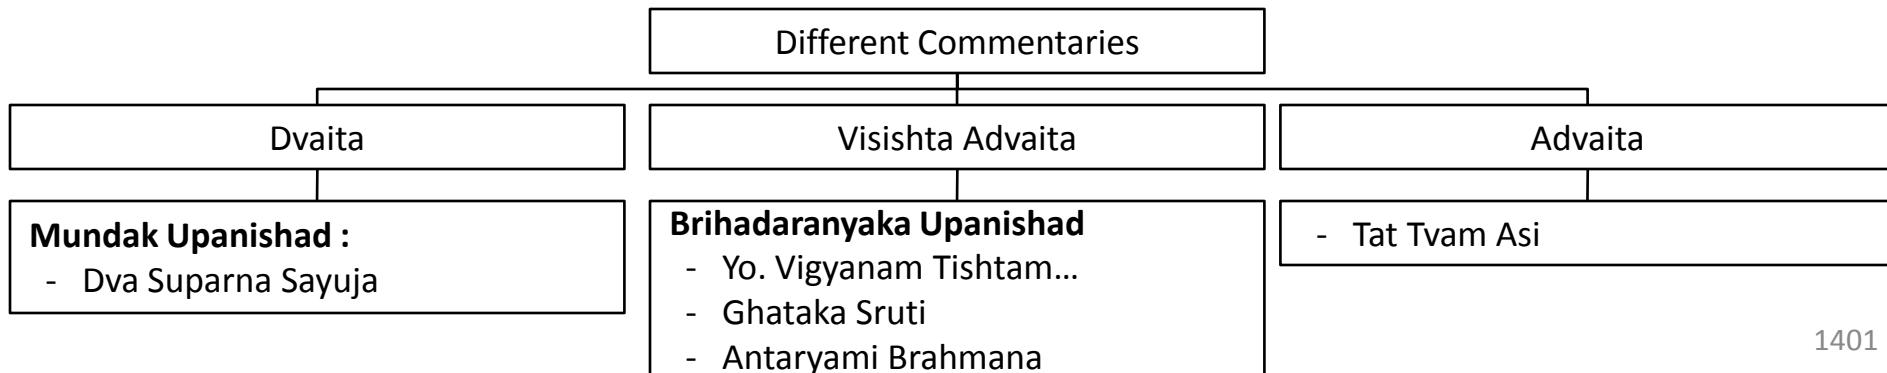 Different Commentaries
Dvaita
Visishta Advaita
Advaita
Mundak Upanishad :
- Dva Suparna Sayuja
Brihadaranyaka Upanishad
- Yo. Vigyanam Tishtam...
- Ghataka Sruti
- Antaryami Brahmana
- Tat Tvam Asi
1401